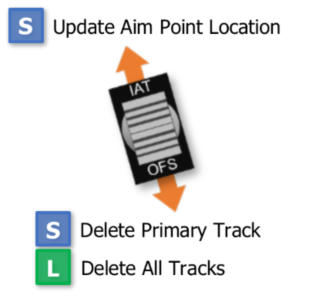 S Update Aim Point Location
IAT
OFS
S Delete Primary Track
L Delete All Tracks